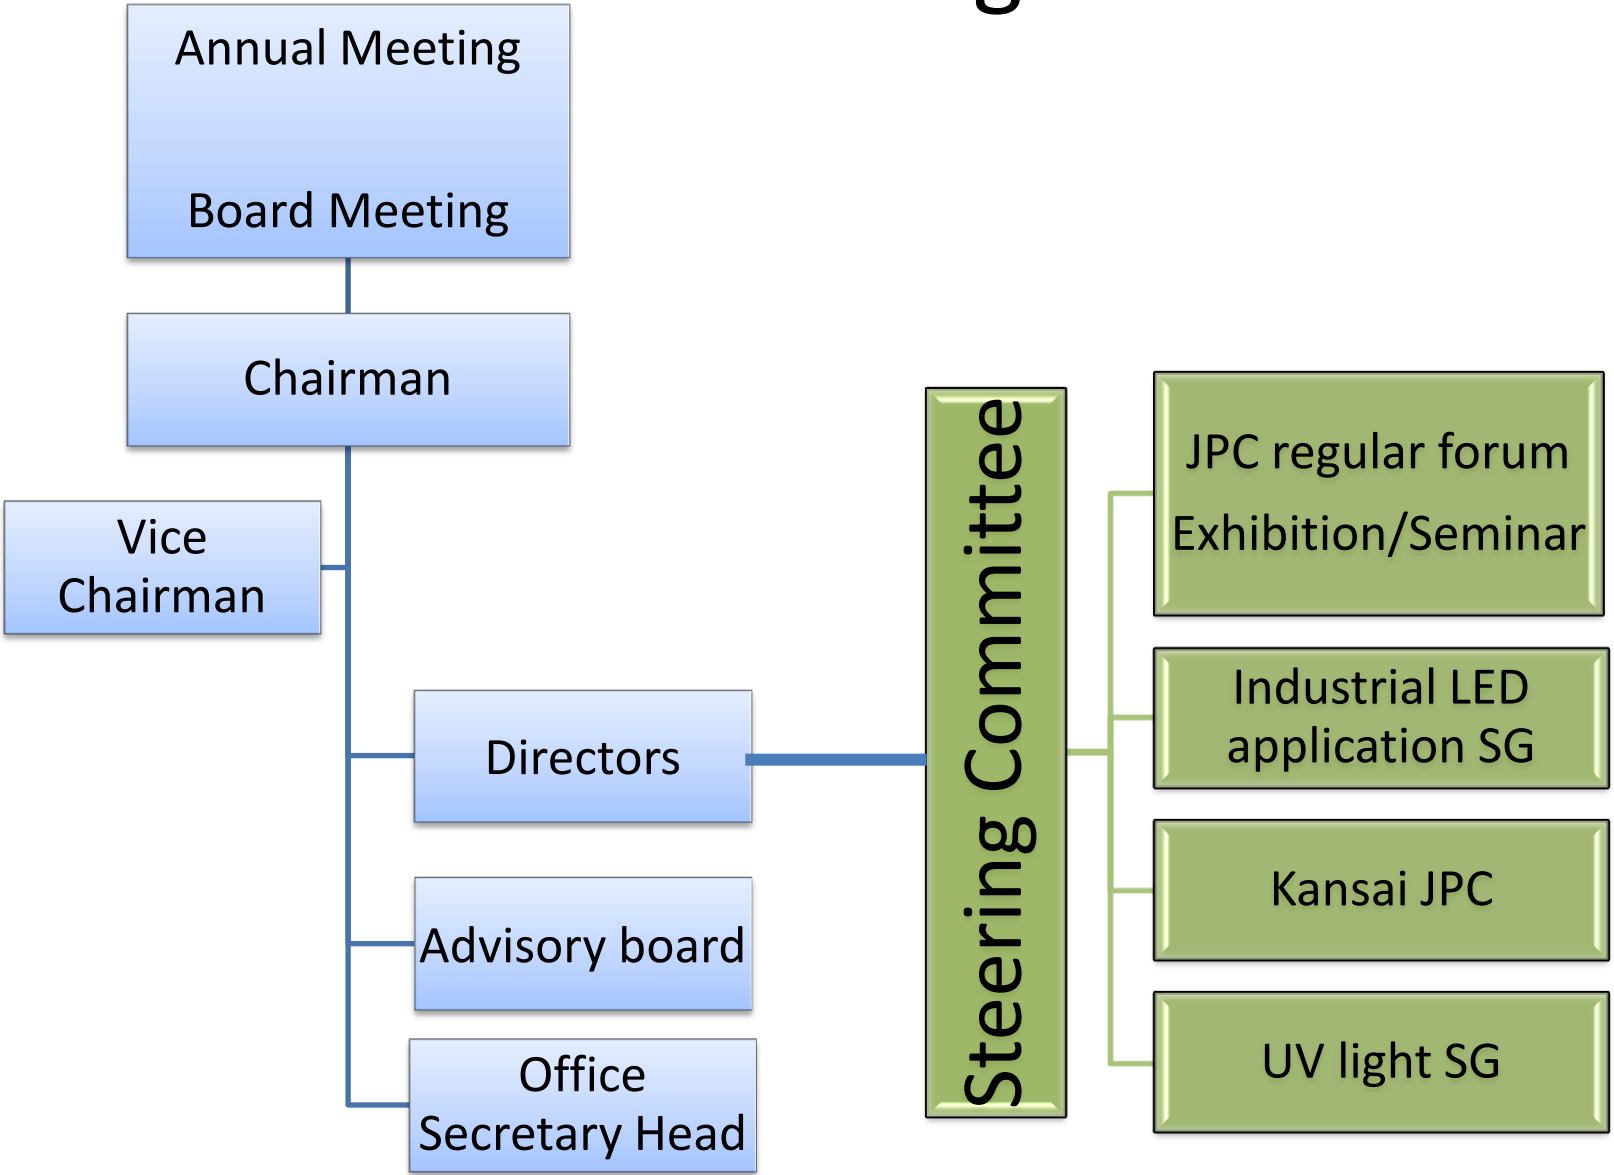 Annual Meeting
Board Meeting
Chairman
Vice
Chairman
Directors
Advisory board
Office
Secretary Head
Steering Committee
JPC regular forum
Exhibition/Seminar
Industrial LED
application SG
Kansai JPC
UV light SG